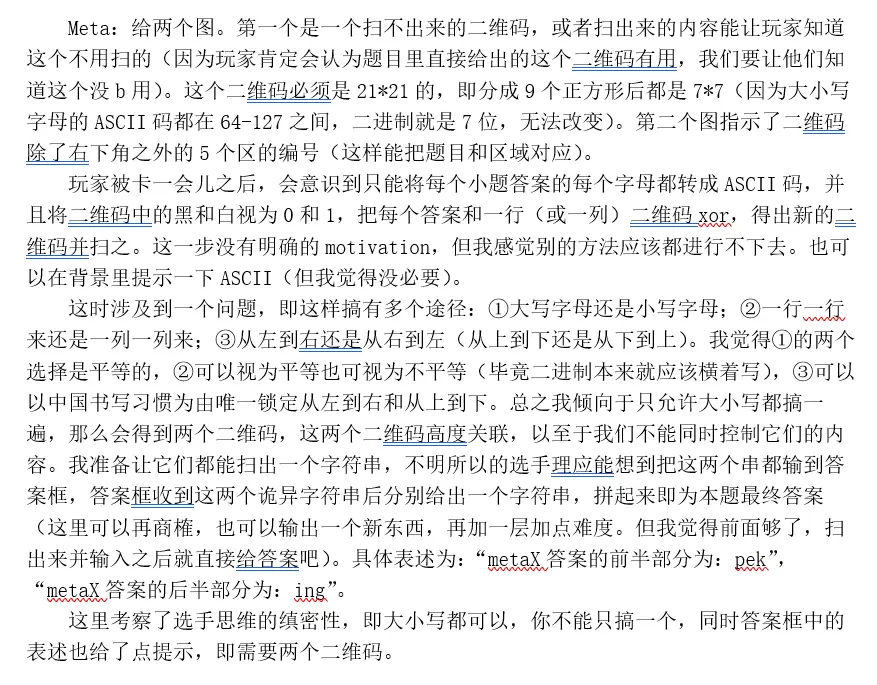 Meta：给两个图。第一个是一个扫不出来的二维码，或者扫出来的内容能让玩家知道
这个不用扫的（因为玩家肯定会认为题目里直接给出的这个二维码有用，我们要让他们知
道这个没 b 用）。这个二维码必须是 21*21 的，即分成 9 个正方形后都是 7*7（因为大小写
字母的 ASCII 码都在 64-127 之间，二进制就是 7 位，无法改变）。第二个图指示了二维码
除了右下角之外的 5 个区的编号（这样能把题目和区域对应）。
玩家被卡一会儿之后，会意识到只能将每个小题答案的每个字母都转成 ASCII 码，并
且将二维码中的黑和白视为 0 和 1，把每个答案和一行（或一列）二维码 xor，得出新的二
维码并扫之。这一步没有明确的 motivation，但我感觉别的方法应该都进行不下去。也可
以在背景里提示一下 ASCII（但我觉得没必要）。
这时涉及到一个问题，即这样搞有多个途径：①大写字母还是小写字母；②一行一行
来还是一列一列来；③从左到右还是从右到左（从上到下还是从下到上）。我觉得①的两个
选择是平等的，②可以视为平等也可视为不平等（毕竟二进制本来就应该横着写），③可以
以中国书写习惯为由唯一锁定从左到右和从上到下。总之我倾向于只允许大小写都搞一
遍，那么会得到两个二维码，这两个二维码高度关联，以至于我们不能同时控制它们的内
容。我准备让它们都能扫出一个字符串，不明所以的选手理应能想到把这两个串都输到答
案框，答案框收到这两个诡异字符串后分别给出一个字符串，拼起来即为本题最终答案
（这里可以再商榷，也可以输出一个新东西，再加一层加点难度。但我觉得前面够了，扫
出来并输入之后就直接给答案吧）。具体表述为：“metaX 答案的前半部分为：pek”，
“metaX 答案的后半部分为：ing”。
这里考察了选手思维的缜密性，即大小写都可以，你不能只搞一个，同时答案框中的
表述也给了点提示，即需要两个二维码。